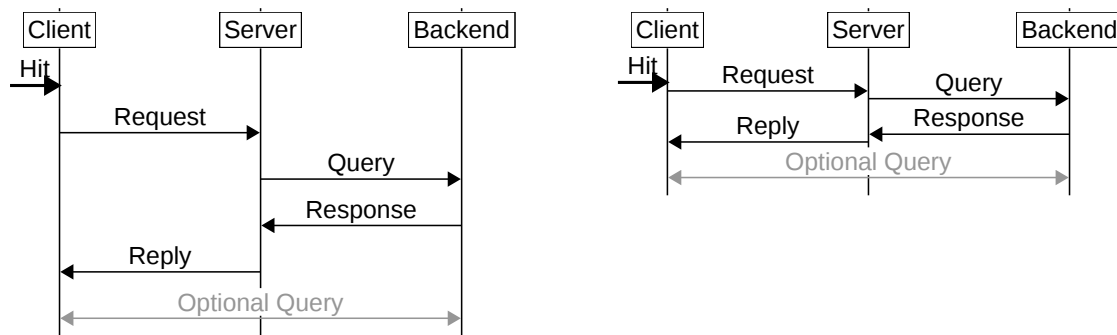 Client Server Backend
Hit
Request
Query
Response
Reply
Optional Query
Client Server Backend
Hit
Request
Query
Response
Reply
Optional Query